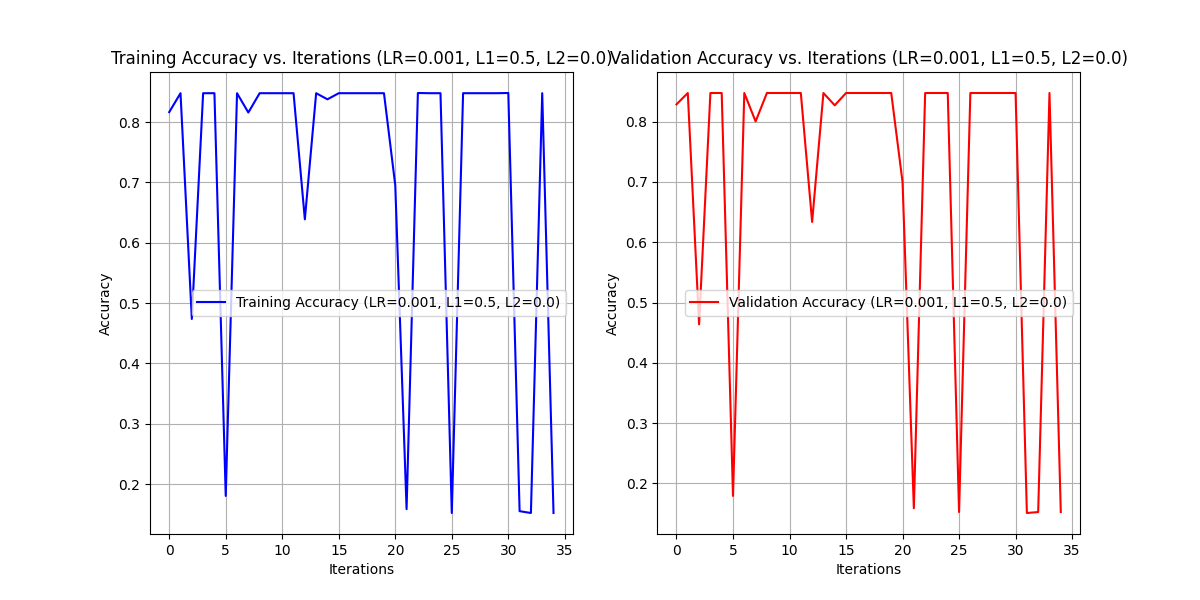 Training Accuracy vs. Iterations (LR=0.001, L1=0.5, L2=0.0)
0.8
0.7
0.6
0.5
0.4
0.3
0.2
Accuracy
Training Accuracy (LR=0.001, L1=0.5, L2=0.0)
0 5 10 15 20 25 30 35
Iterations
Validation Accuracy vs. Iterations (LR=0.001, L1=0.5, L2=0.0)
0.8
0.7
0.6
0.5
0.4
0.3
0.2
Accuracy
Validation Accuracy (LR=0.001, L1=0.5, L2=0.0)
0 5 10 15 20 25 30 35
Iterations